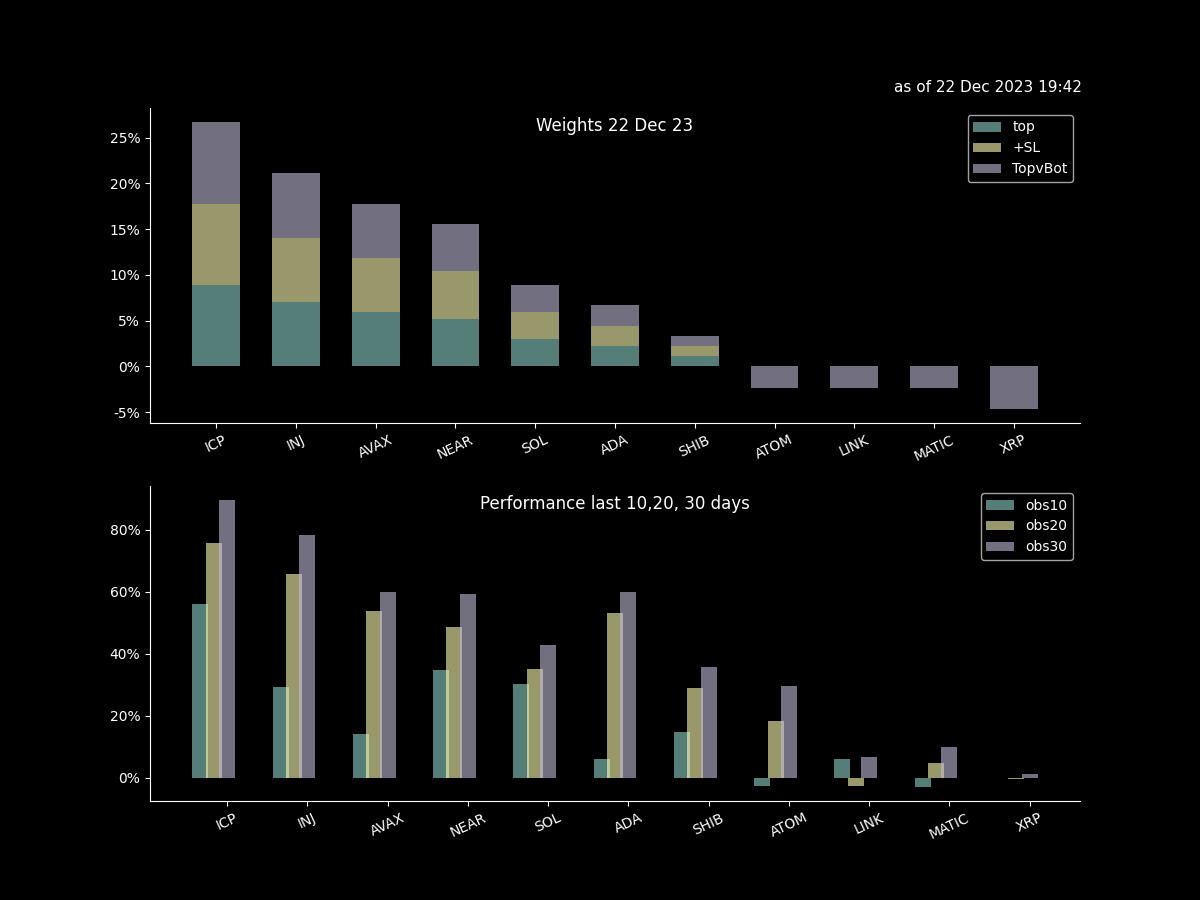 as of 22 Dec 2023 19:42
Weights 22 Dec 23
top
+SL
TopvBot
25%
20%
15%
10%
5%
0%
-5%
ICP INJ AVAX NEAR SOL ADA SHIB ATOM LINK MATIC XRP
Performance last 10,20, 30 days
obs10
obs20
obs30
80%
60%
40%
20%
0%
ICP INJ AVAX NEAR SOL ADA SHIB ATOM LINK MATIC XRP